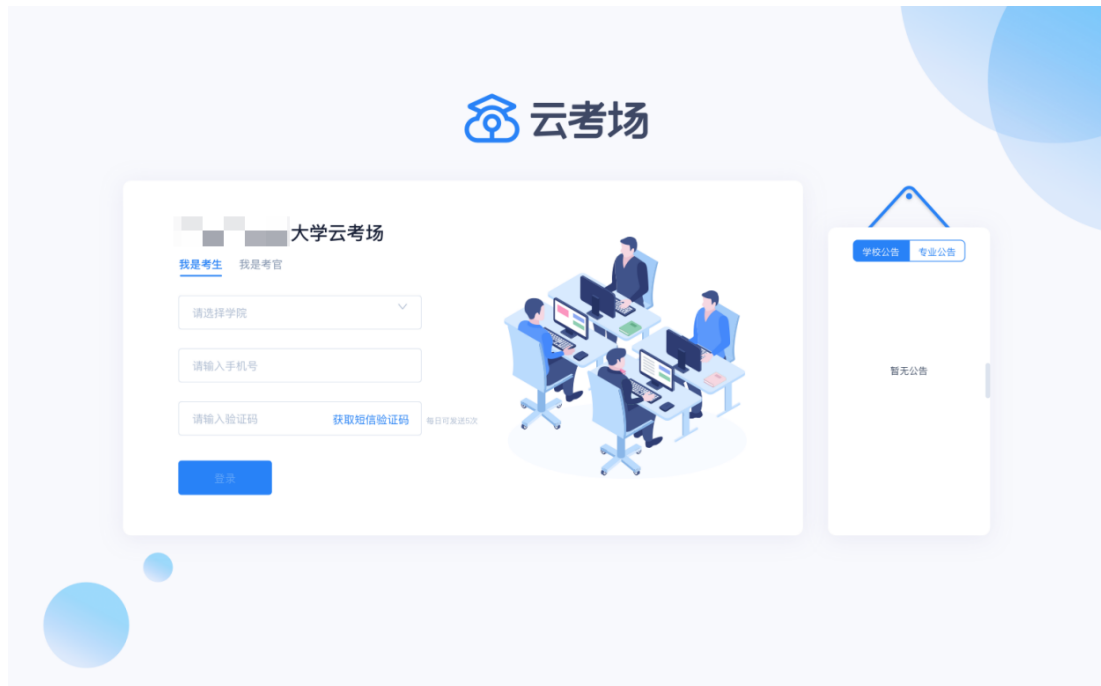 云考场
大学云考场
我是考生 我是考官
请选择学院
请输入手机号
请输入验证码 获取短信验证码 每日可发送5次
登录
学校公告 专业公告
暂无公告